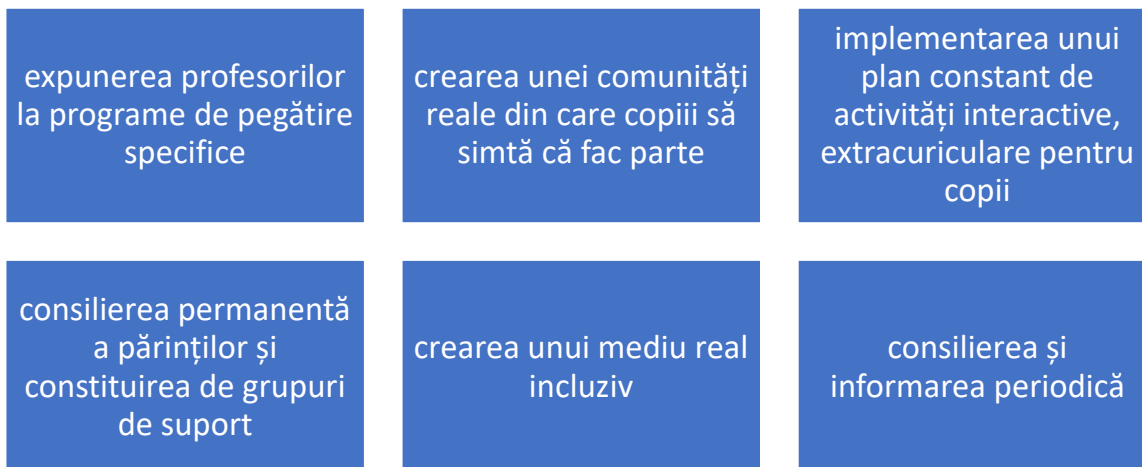 expunerea profesorilor
la programe de pegătire
specifice
crearea unei comunități
reale din care copiii să
simtă că fac parte
implementarea unui
plan constant de
activități interactive,
extracuriculare pentru
copii
consilierea permanentă
a părinților și
constituirea de grupuri
de suport
crearea unui mediu real
incluziv
consilierea și
informarea periodică